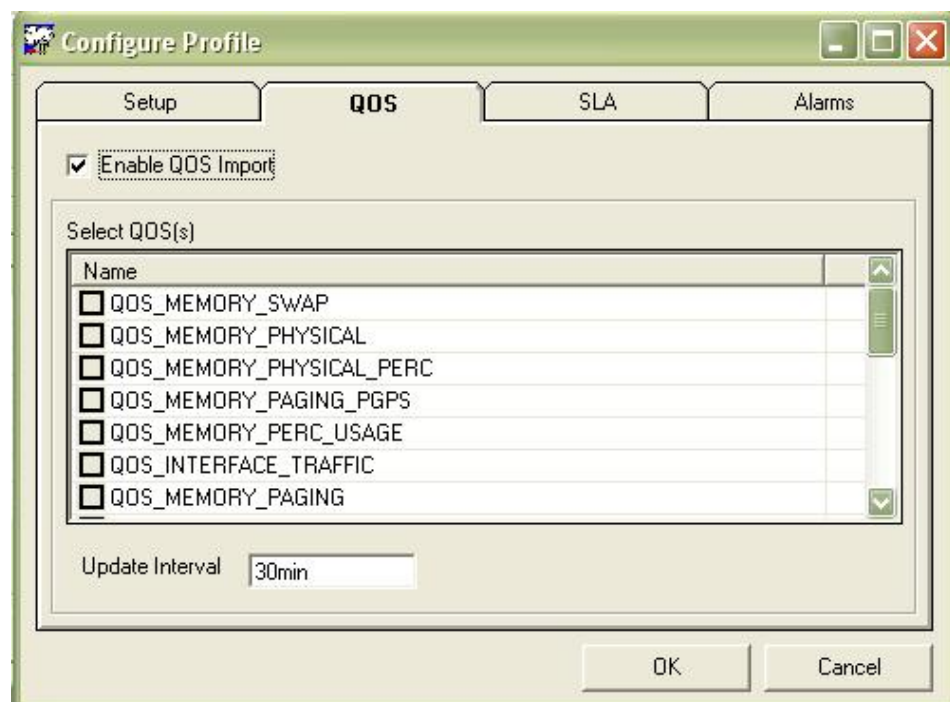 Configure Profile
Setup QOS SLA Alarms
Enable QOS Import
Select QOS(s)
Name
QOS_MEMORY_SWAP
QOS_MEMORY_PHYSICAL
QOS_MEMORY_PHYSICAL_PERC
QOS_MEMORY_PAGING_PGPS
QOS_MEMORY_PERC_USAGE
QOS_INTERFACE_TRAFFIC
QOS_MEMORY_PAGING
Update Interval 30min
OK Cancel